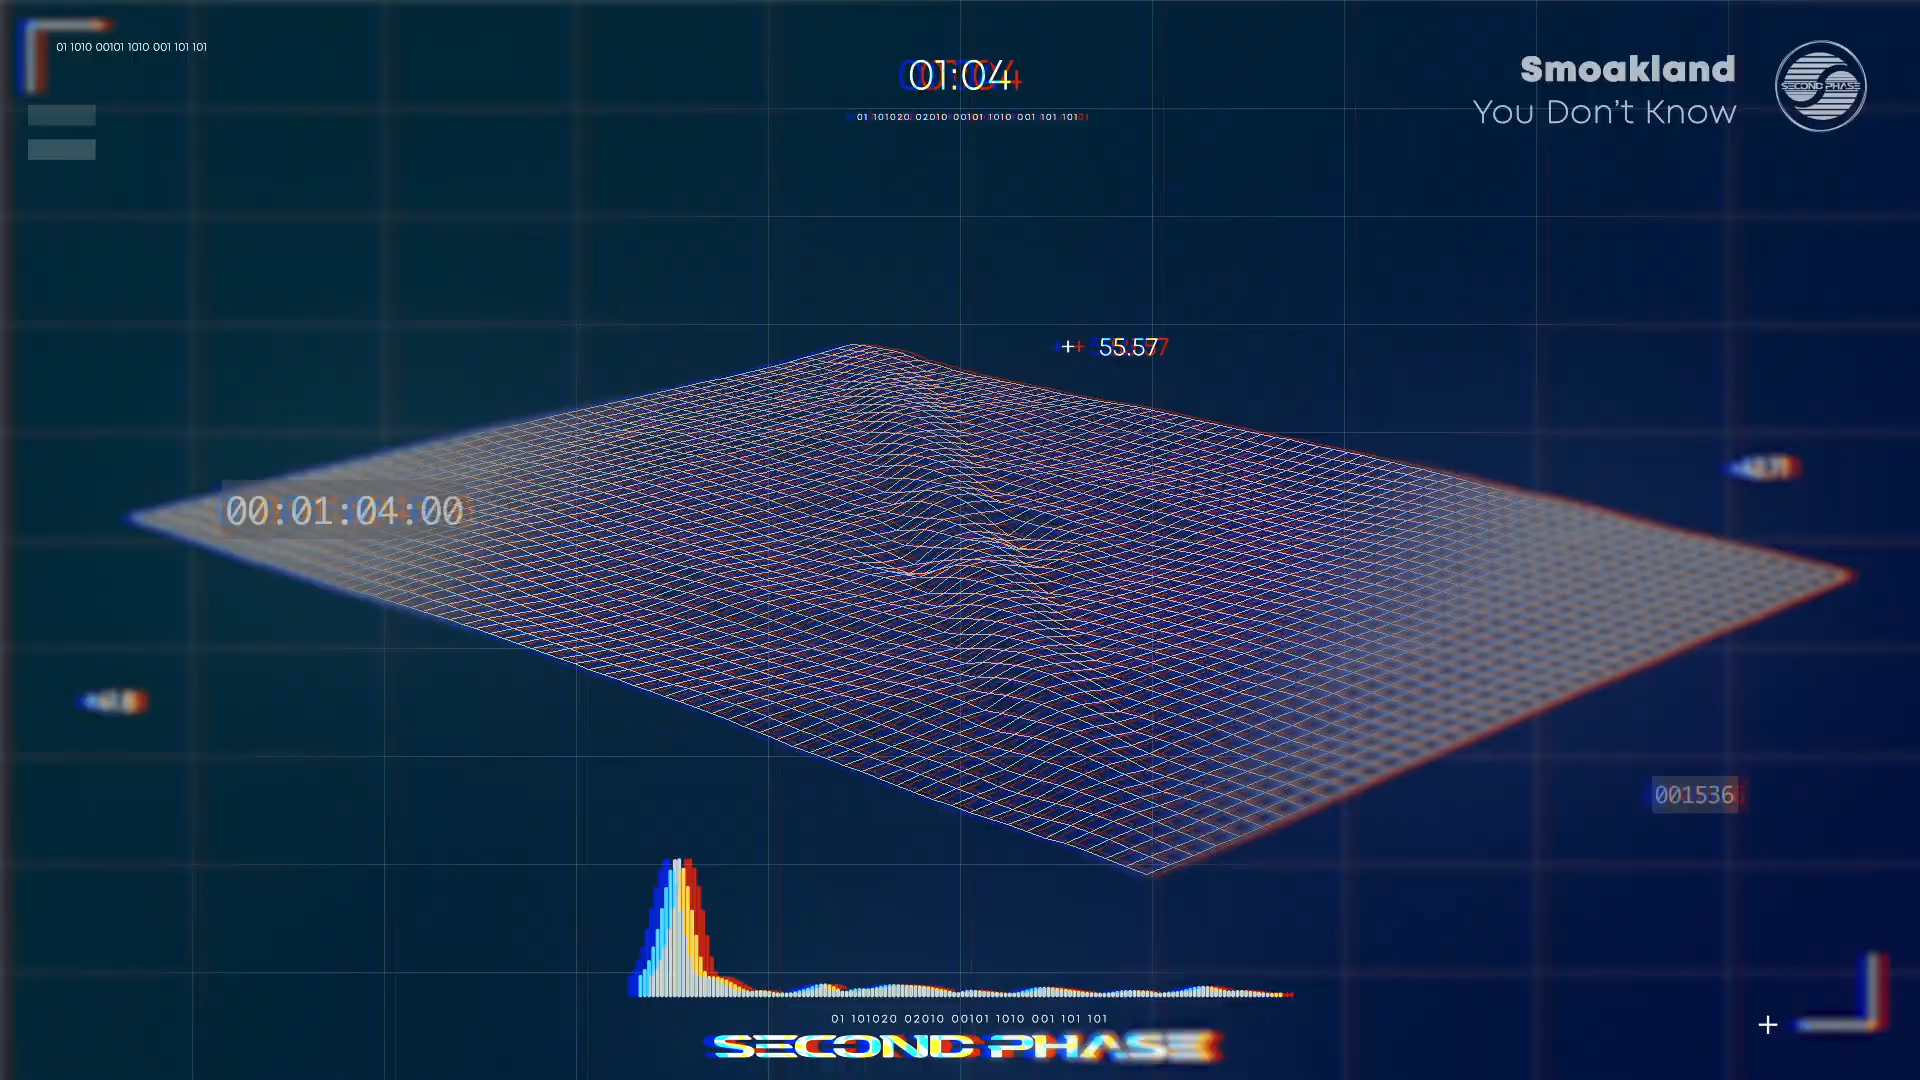 01 1010 00101 1010 001 101 101
01:04
01 101020 02010 00101 1010 001 101 101
Smoakland
You Don't Know
SECOND PHASE
55.57
00:01:04:00
001536
01 101020 02010 00101 1010 001 101 101
SECOND PHASE